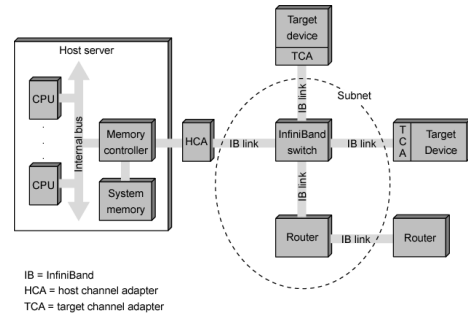 Host server
CPU
CPU
Internal bus
Memory
controller
System
memory
HCA
IB link
Target
device
TCA
IB link
Subnet
InfiniBand
switch
IB link
T
C
A
Target
Device
IB link
Router
IB link
Router
IB = InfiniBand
HCA = host channel adapter
TCA = target channel adapter